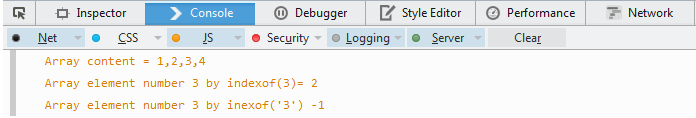 Inspector Console Debugger Style Editor Performance Network
Net CSS JS Security Logging Server Clear
Array content = 1,2,3,4
Array element number 3 by indexof(3)= 2
Array element number 3 by inexof('3') -1